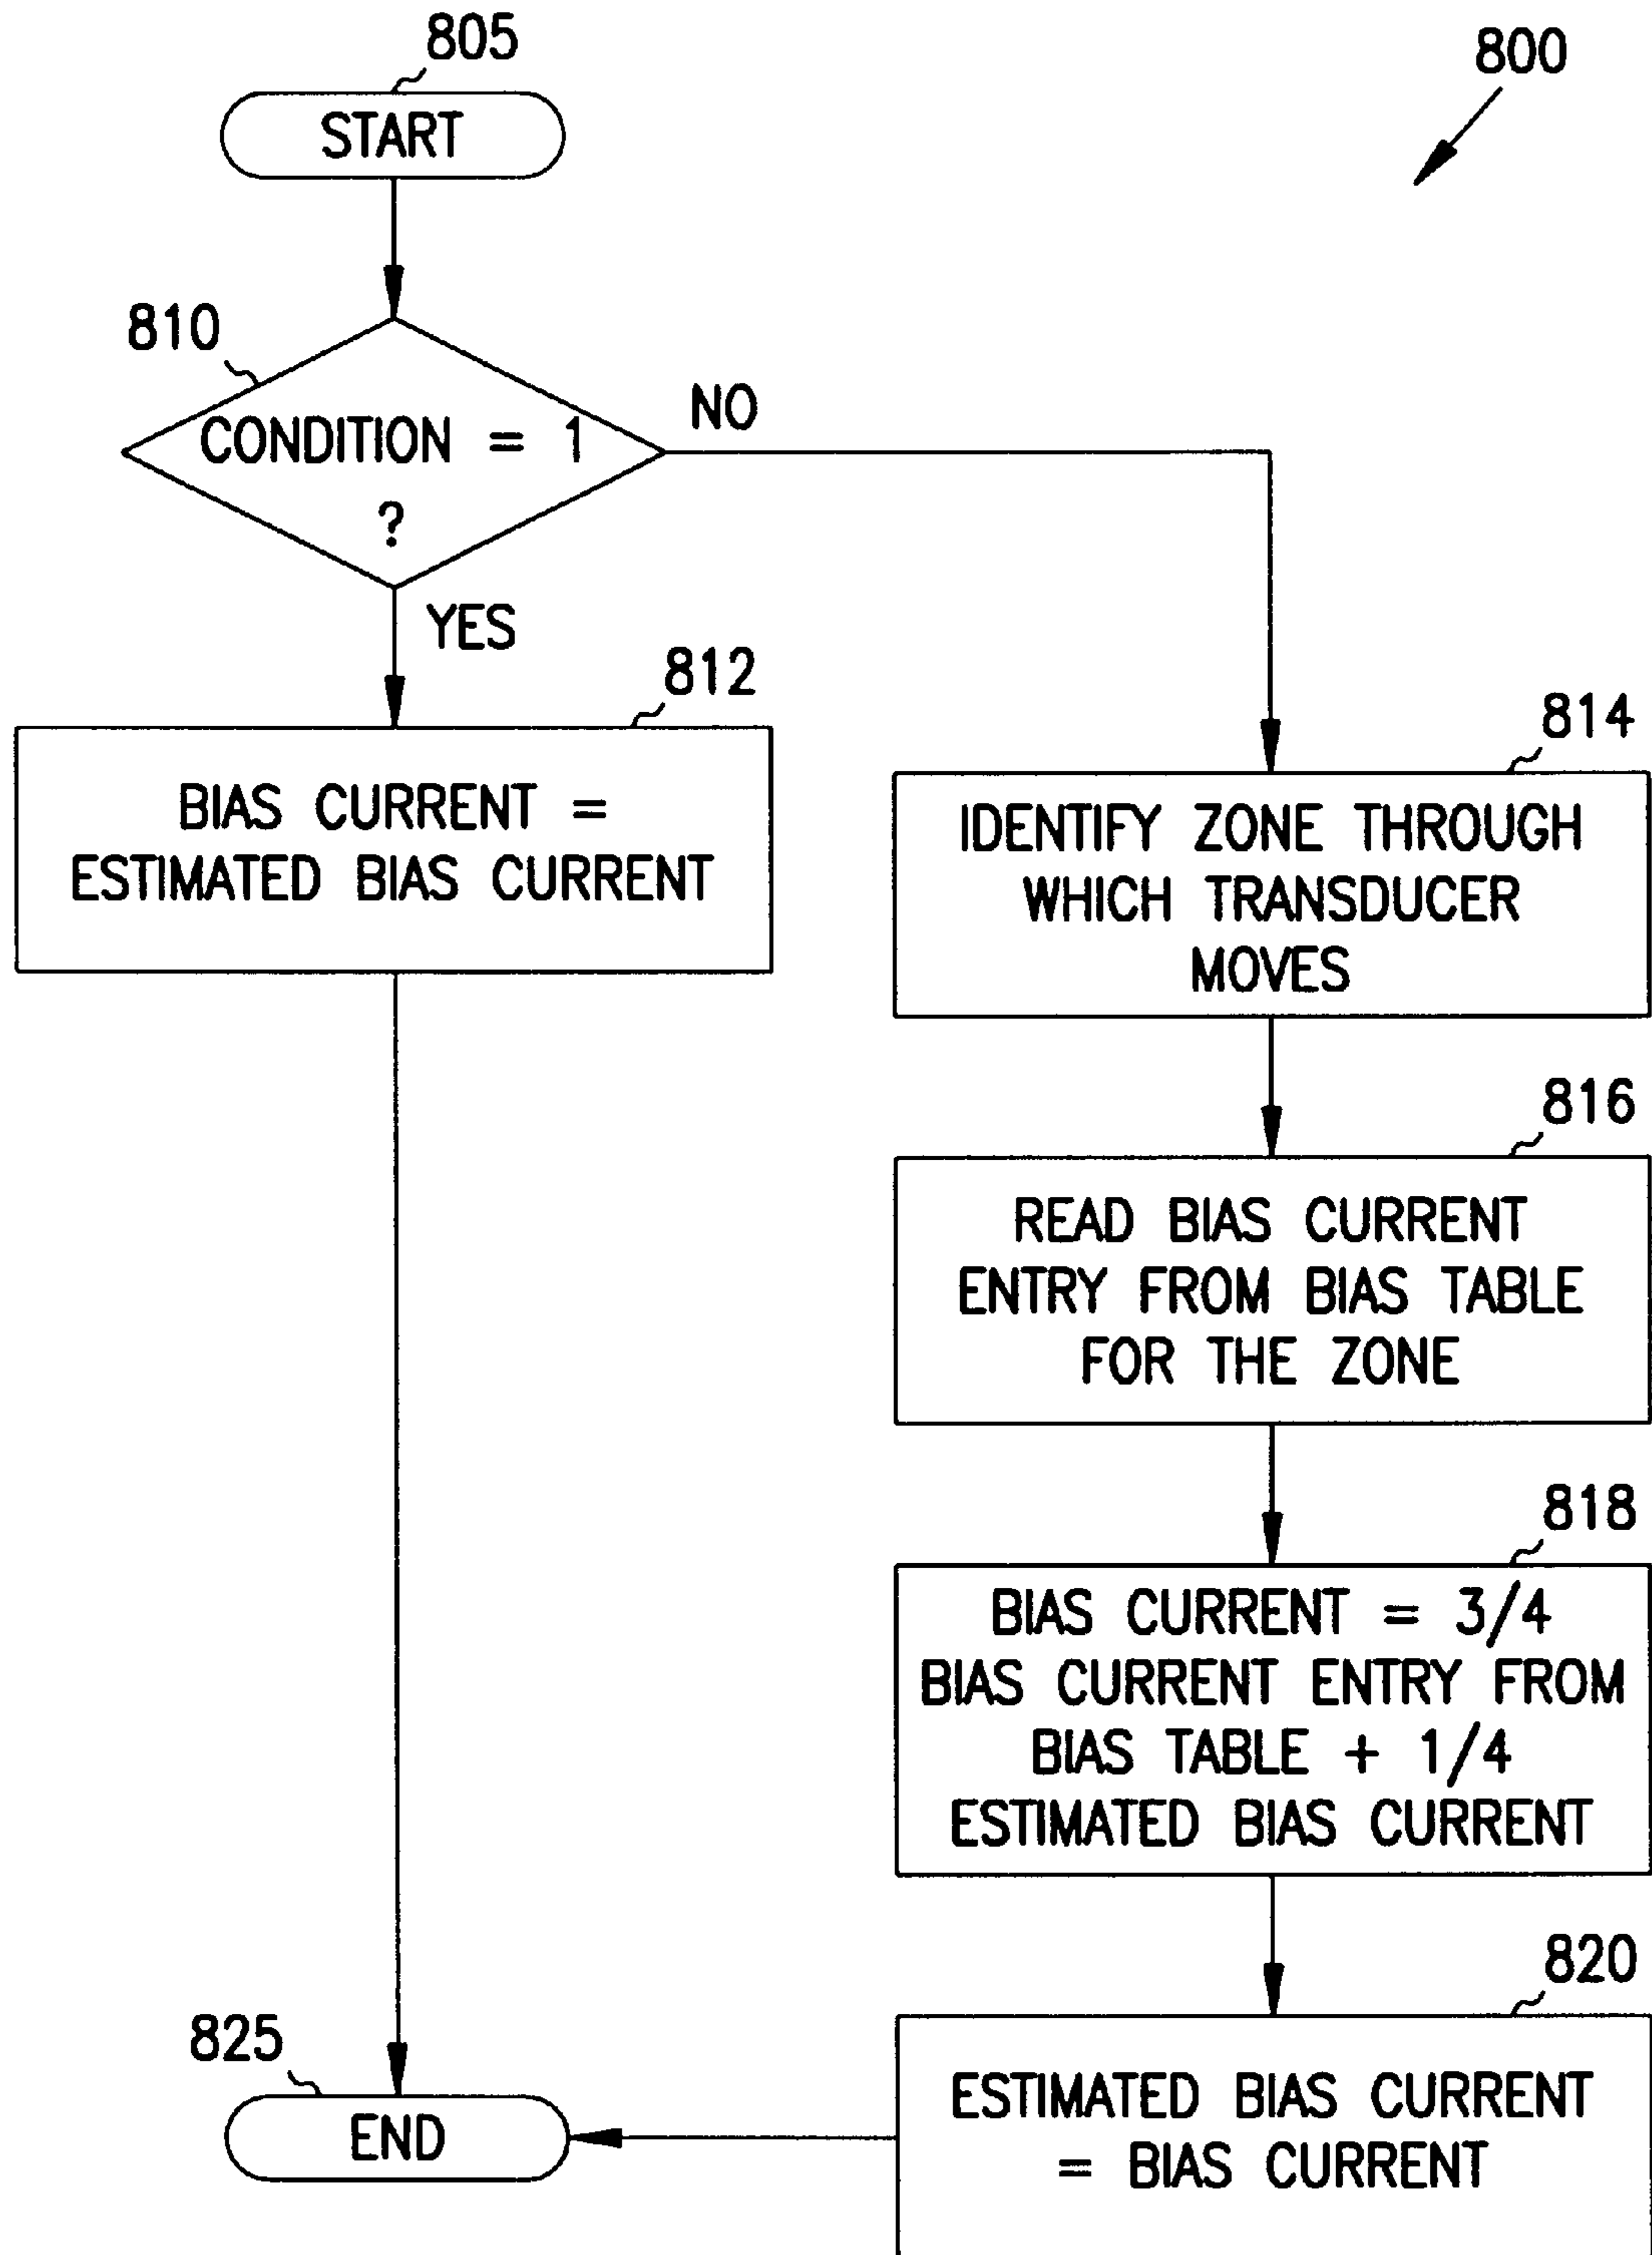 805
800
START
810
CONDITION = 1
?
NO
YES
812
BIAS CURRENT =
ESTIMATED BIAS CURRENT
814
IDENTIFY ZONE THROUGH
WHICH TRANSDUCER
MOVES
816
READ BIAS CURRENT
ENTRY FROM BIAS TABLE
FOR THE ZONE
818
BIAS CURRENT = 3/4
BIAS CURRENT ENTRY FROM
BIAS TABLE + 1/4
ESTIMATED BIAS CURRENT
820
ESTIMATED BIAS CURRENT
= BIAS CURRENT
825
END